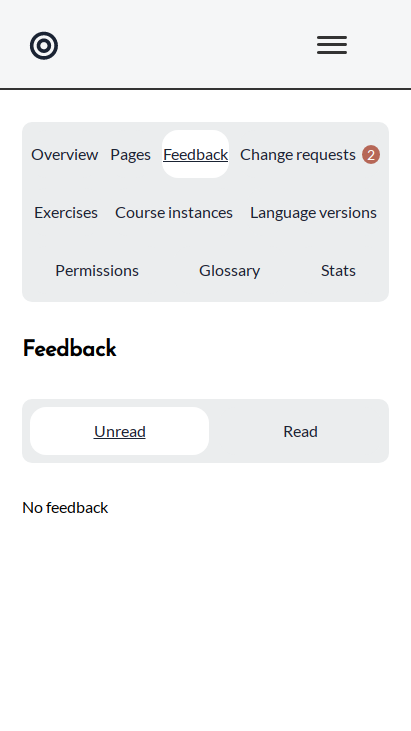 Overview Pages Feedback Change requests 2
Exercises Course instances Language versions
Permissions Glossary Stats
Feedback
Unread Read
No feedback